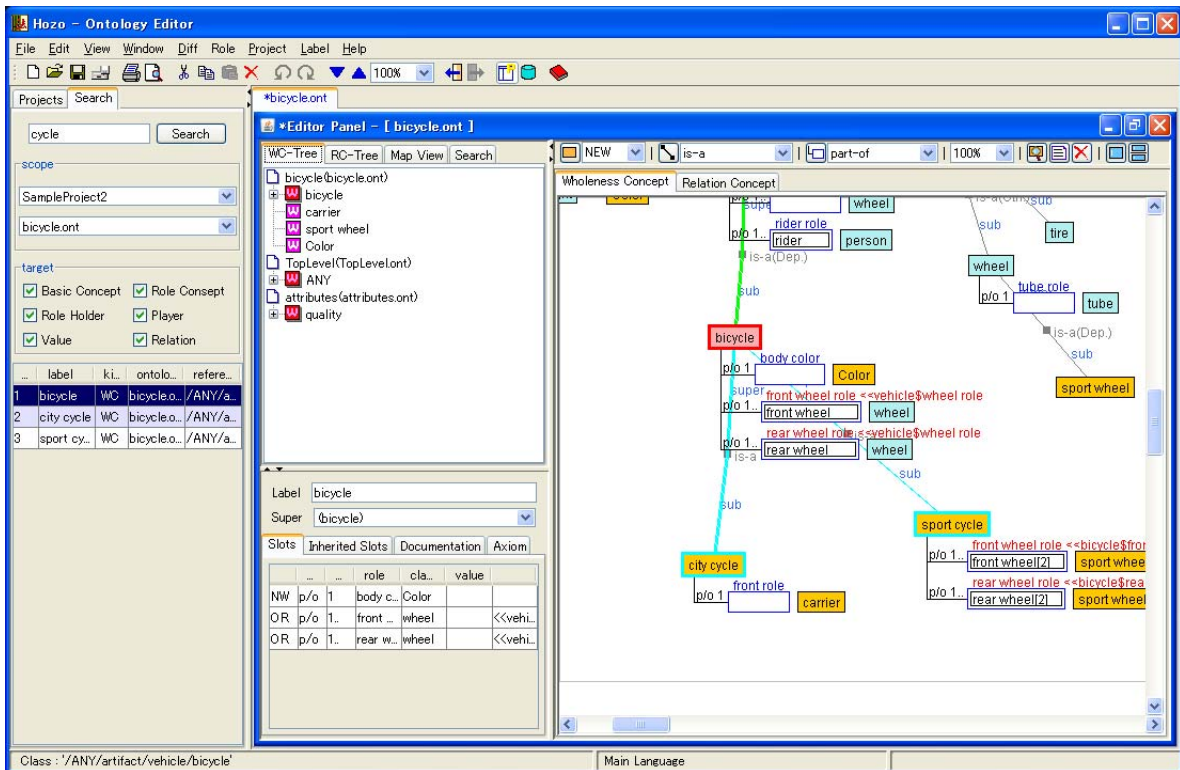 Hozo - Ontology Editor
File Edit View Window Diff Role Project Label Help
100%
Projects Search
cycle Search
scope
SampleProject2
bicycle.ont
target
Basic Concept Role Consept
Role Holder Player
Value Relation
... label ki... ontolo... refere...
1 bicycle WC bicycle.o... /ANY/a...
2 city cycle WC bicycle.o... /ANY/a...
3 sport cy... WC bicycle.o... /ANY/a...
*bicycle.ont
*Editor Panel - [ bicycle.ont ]
WC-Tree RC-Tree Map View Search
bicycle(bicycle.ont)
bicycle
carrier
sport wheel
Color
TopLevel(TopLevel.ont)
ANY
attributes(attributes.ont)
quality
Label bicycle
Super (bicycle)
Slots Inherited Slots Documentation Axiom
... ... role cla... value
NW p/o 1 body c... Color
OR p/o 1.. front ... wheel <<vehi...
OR p/o 1.. rear w... wheel <<vehi...
NEW is-a part-of 100%
Wholeness Concept Relation Concept
Color super wheel sub
rider role
p/o 1.. rider person
is-a(Dep.)
sub
sub
tire
wheel
tube role
p/o 1 tube
is-a(Dep.)
sub
sport wheel
bicycle
body color
p/o 1 Color
super
front wheel role <<vehicle$wheel role
p/o 1.. front wheel wheel
rear wheel role <<vehicle$wheel role
p/o 1.. rear wheel wheel
is-a
sub
sub
sport cycle
front wheel role <<bicycle$fron
p/o 1.. front wheel[2] sport whee
rear wheel role <<bicycle$rea
p/o 1.. rear wheel[2] sport wheel
city cycle
front role
p/o 1 carrier
Class : '/ANY/artifact/vehicle/bicycle' Main Language